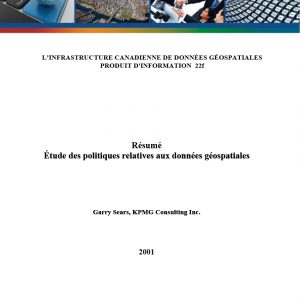 L'INFRASTRUCTURE CANADIENNE DE DONNÉES GÉOSPATIALES
PRODUIT D'INFORMATION 22f
Résumé
Étude des politiques relatives aux données géospatiales
Garry Sears, KPMG Consulting Inc.
2001